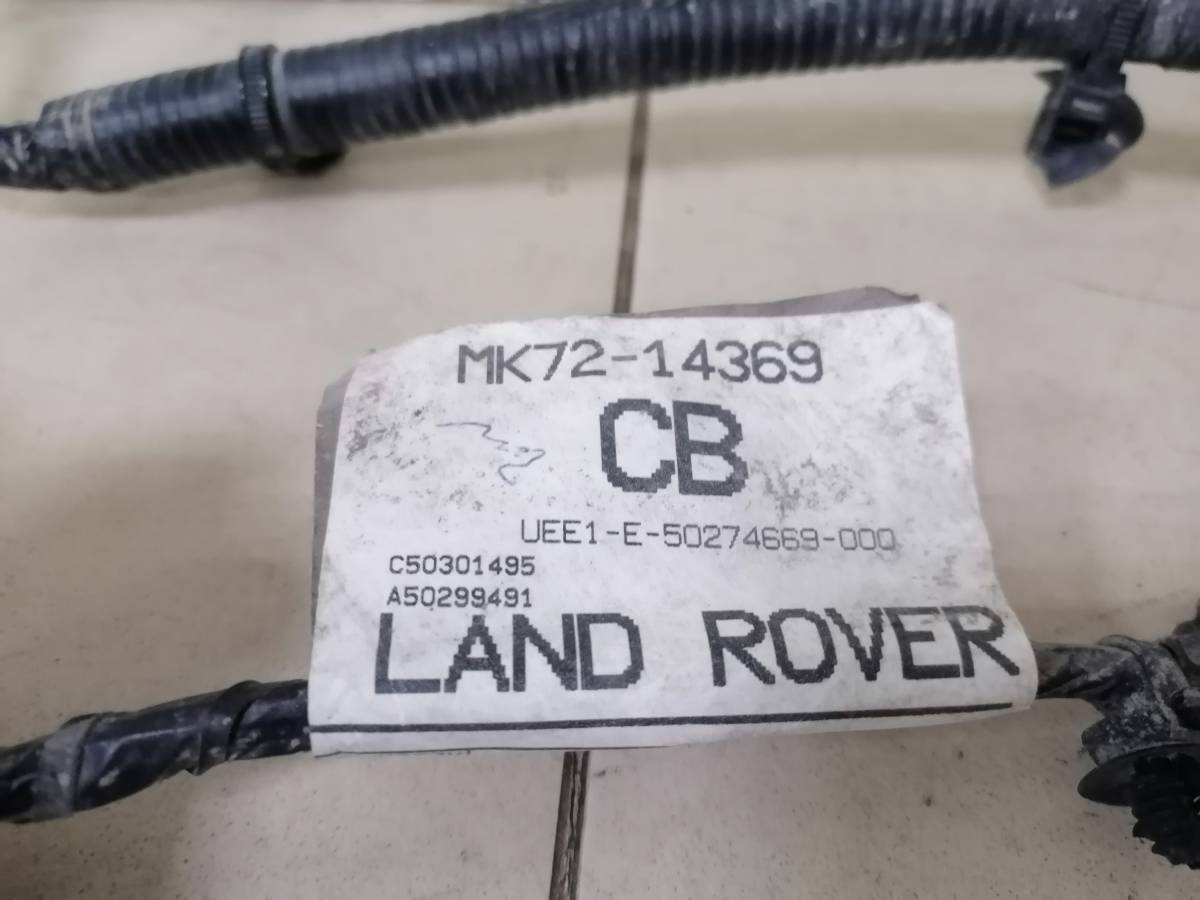 MK72-14369
CB
UEE1-E-50274669-000
C50301495
A50299491
LAND ROVER